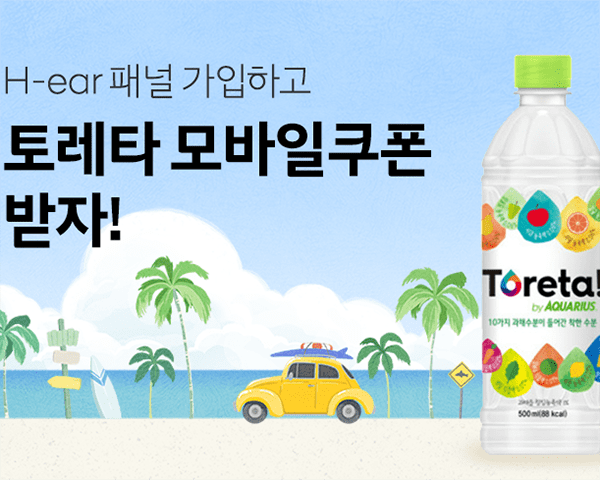 H-ear 패널 가입하고
토레타 모바일쿠폰
받자!
Toreta!
by AQUARIUS
10가지 과채수분이 들어간 착한 수분
500ml(88 kcal)